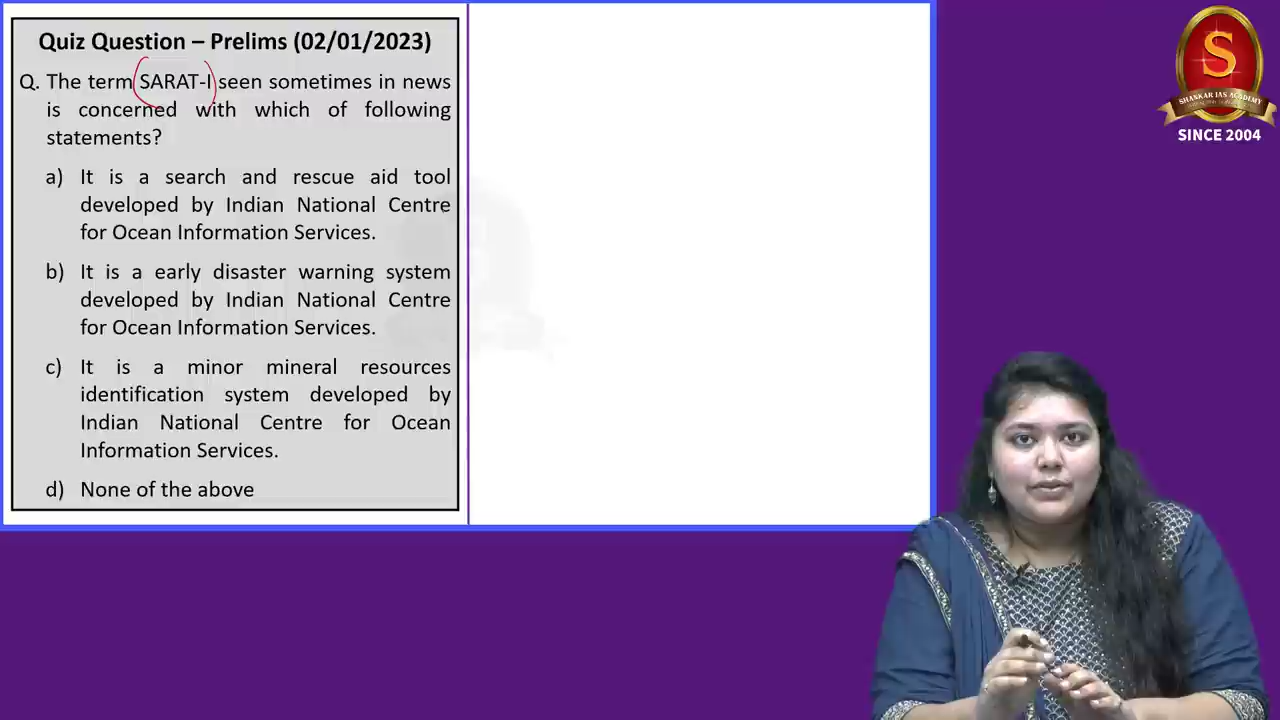 Quiz Question – Prelims (02/01/2023)
Q. The term SARAT-I seen sometimes in news
is concerned with which of following
statements?
a) It is a search and rescue aid tool
developed by Indian National Centre
for Ocean Information Services.
b) It is a early disaster warning system
developed by Indian National Centre
for Ocean Information Services.
c) It is a minor mineral resources
identification system developed by
Indian National Centre for Ocean
Information Services.
d) None of the above
S
SHANKAR IAS ACADEMY
SINCE 2004